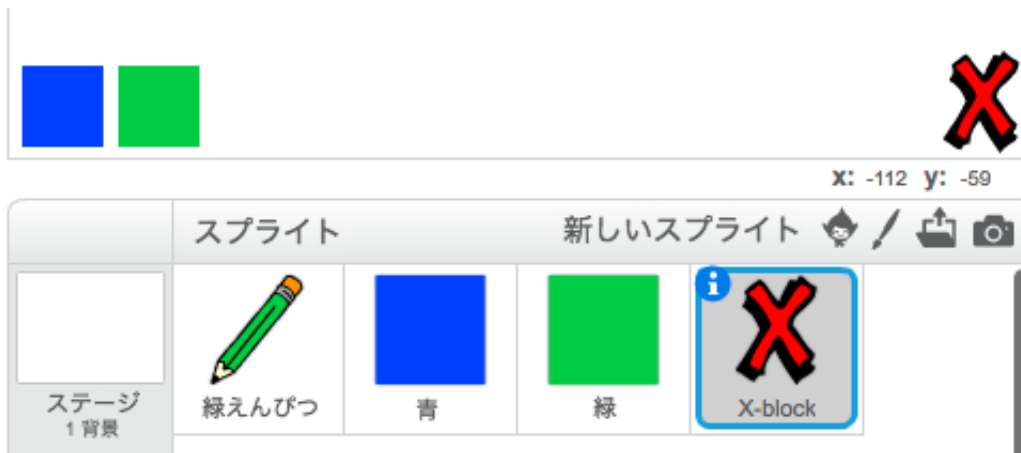 x: -112 y: -59
スプライト 新しいスプライト
ステージ
1 背景
緑えんぴつ
青
緑
X-block